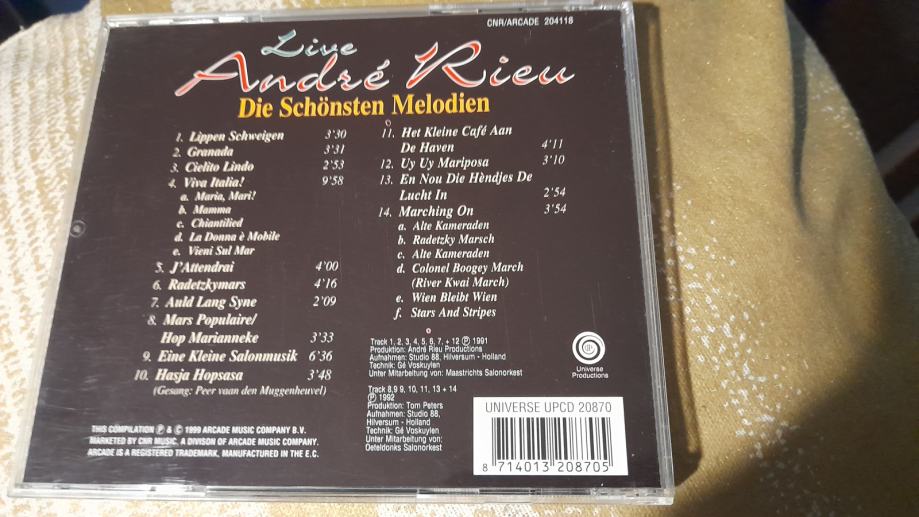 CNR/ARCADE 204118
Live
André Rieu
Die Schönsten Melodien
1. Lippen Schweigen 3'30
2. Granada 3'31
3. Cielito Lindo 2'53
4. Viva Italia! 9'58
a. Maria, Mari!
b. Mamma
c. Chiantilied
d. La Donna è Mobile
e. Vieni Sul Mar
5. J'Attendrai 4'00
6. Radetzkymars 4'16
7. Auld Lang Syne 2'09
8. Mars Populaire/
Hop Marianneke 3'33
9. Eine Kleine Salonmusik 6'36
10. Hasja Hopsasa 3'48
(Gesang: Peer vaan den Muggenheuvel)
11. Het Kleine Café Aan
De Haven 4'11
12. Uy Uy Mariposa 3'10
13. En Nou Die Hèndjes De
Lucht In 2'54
14. Marching On 3'54
a. Alte Kameraden
b. Radetzky Marsch
c. Alte Kameraden
d. Colonel Boogey March
(River Kwai March)
e. Wien Bleibt Wien
f. Stars And Stripes
Track 1, 2, 3, 4, 5, 6, 7, + 12 ℗ 1991
Produktion: André Rieu Productions
Aufnahmen: Studio 88, Hilversum - Holland
Technik: Gé Voskuylen
Unter Mitarbeitung von: Maastrichts Salonorkest
Track 8,9 9, 10, 11, 13 + 14
℗ 1992
Produktion: Tom Peters
Aufnahmen: Studio 88,
Hilversum - Holland
Technik: Gé Voskuylen
Unter Mitarbeitung von:
Oeteldonks Salonorkest
Universe
Productions
THIS COMPILATION ℗ & © 1999 ARCADE MUSIC COMPANY B.V.
MARKETED BY CNR MUSIC, A DIVISON OF ARCADE MUSIC COMPANY.
ARCADE IS A REGISTERED TRADEMARK, MANUFACTURED IN THE E.C.
UNIVERSE UPCD 20870
8 714013 208705